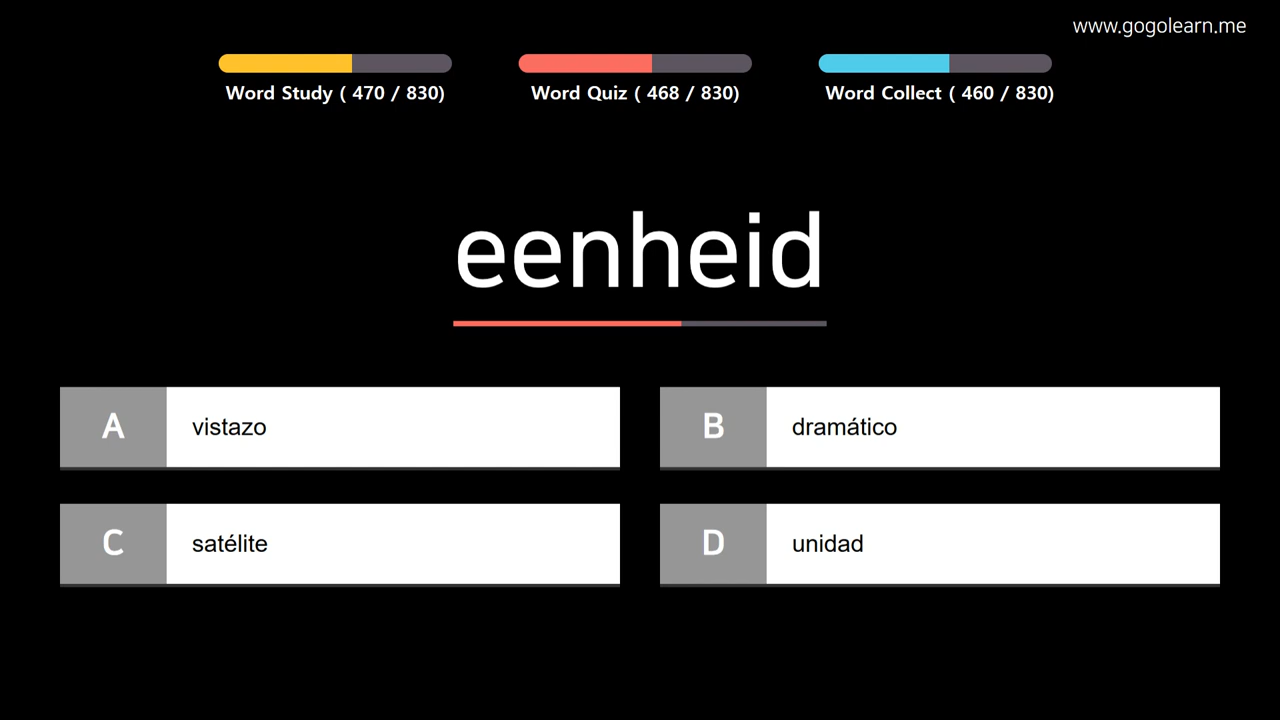 www.gogolearn.me
Word Study ( 470 / 830)
Word Quiz ( 468 / 830)
Word Collect ( 460 / 830)
eenheid
A vistazo
B dramático
C satélite
D unidad